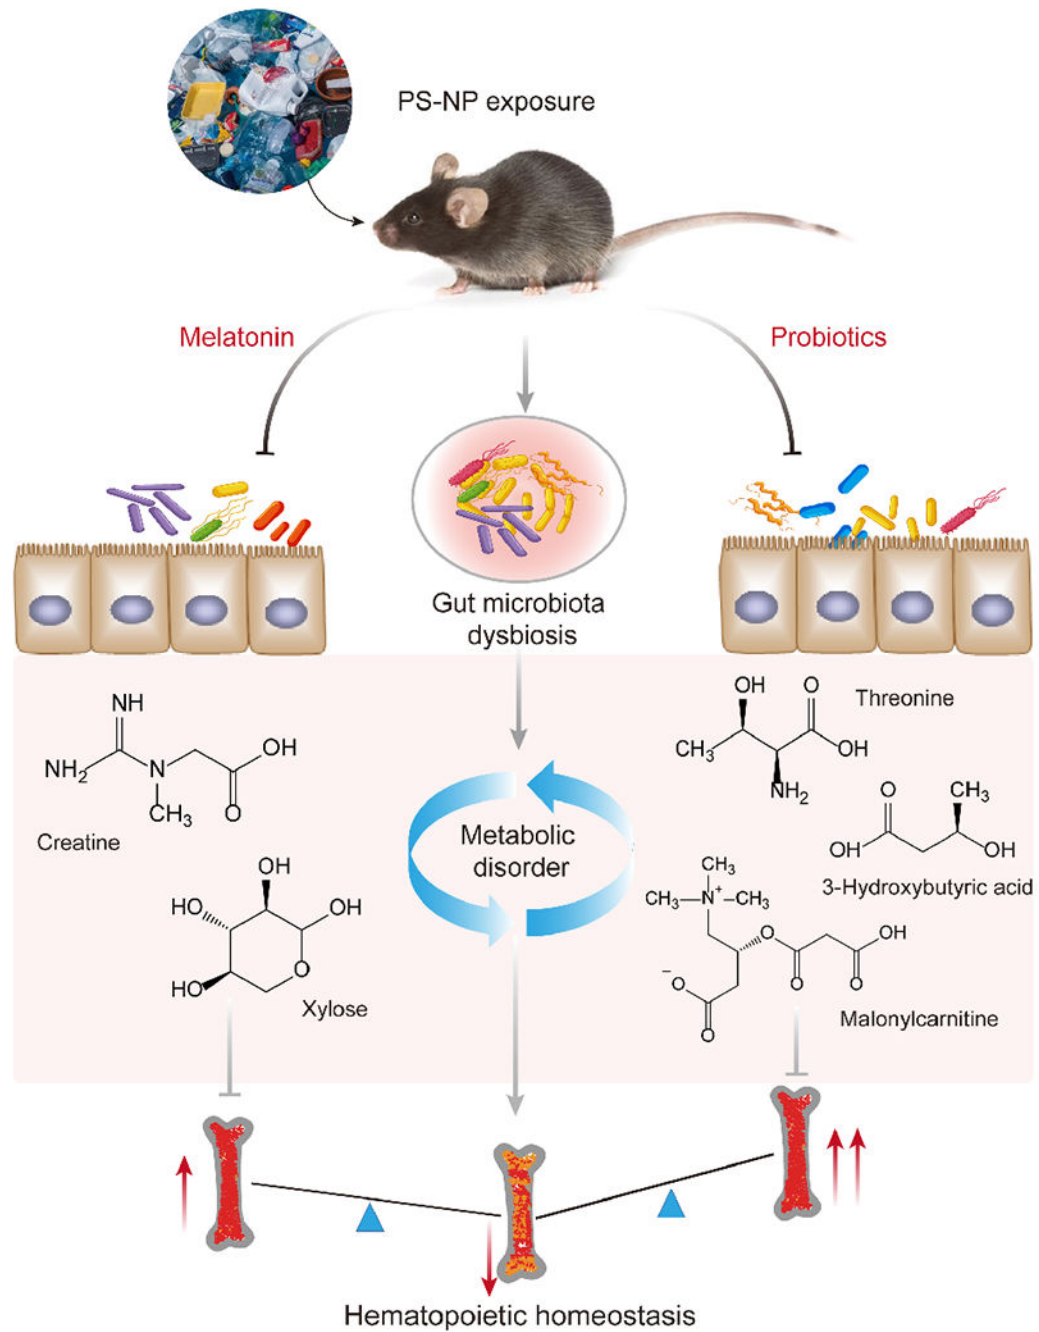 PS-NP exposure
Melatonin
Probiotics
Gut microbiota
dysbiosis
NH
NH2
N
CH3
OH
O
Creatine
OH
HO
OH
HO
HO
O
Xylose
Metabolic
disorder
OH
O
Threonine
CH3
OH
NH2
O
CH3
OH
OH
3-Hydroxybutyric acid
CH3
CH3
N+
CH3
O
OH
−
O
O
O
O
Malonylcarnitine
Hematopoietic homeostasis